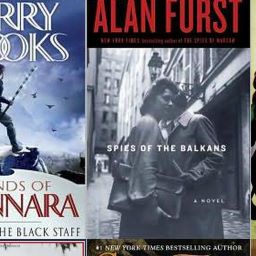 RRY
OOKS
NDS OF
NNARA
HE BLACK STAFF
ALAN FURST
NEW YORK TIMES bestselling author of THE SPIES OF WARSAW
SPIES OF THE BALKANS
A NOVEL
#1 NEW YORK TIMES BESTSELLING AUTHOR